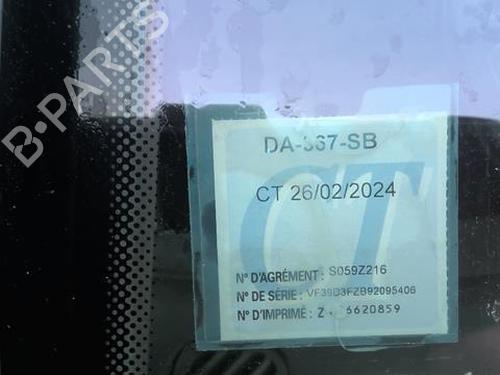 B-PARTS
DA-367-SB
CT 26/02/2024
CT
N° D'AGRÉMENT : S059Z216
N° DE SÉRIE : VF39D3FZB92095406
N° D'IMPRIMÉ : Z 6620859